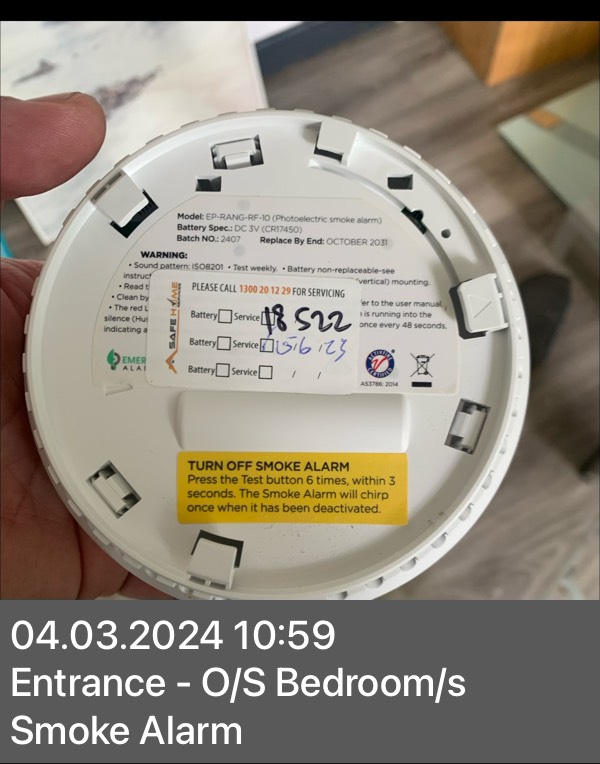 Model: EP-RANG-RF-10 (Photoelectric smoke alarm)
Battery Spec.: DC 3V (CR17450)
Batch NO.: 2407 Replace By End: OCTOBER 2031
WARNING:
• Sound pattern: ISO8201 • Test weekly. • Battery non-replaceable-see
(vertical) mounting.
• Read t
• Clean by
to the user manual
• The red L
is running into the
silence (Hus
once every 48 seconds,
indicating a
SAFE HOME
PLEASE CALL 1300 20 12 29 FOR SERVICING
Battery Service 18 5 22
Battery Service 15.6.23
Battery Service / /
EMER
ALA
ACTIVFIRE CERTIFIED
AS3786: 2014
TURN OFF SMOKE ALARM
Press the Test button 6 times, within 3
seconds. The Smoke Alarm will chirp
once when it has been deactivated.
04.03.2024 10:59
Entrance - O/S Bedroom/s
Smoke Alarm